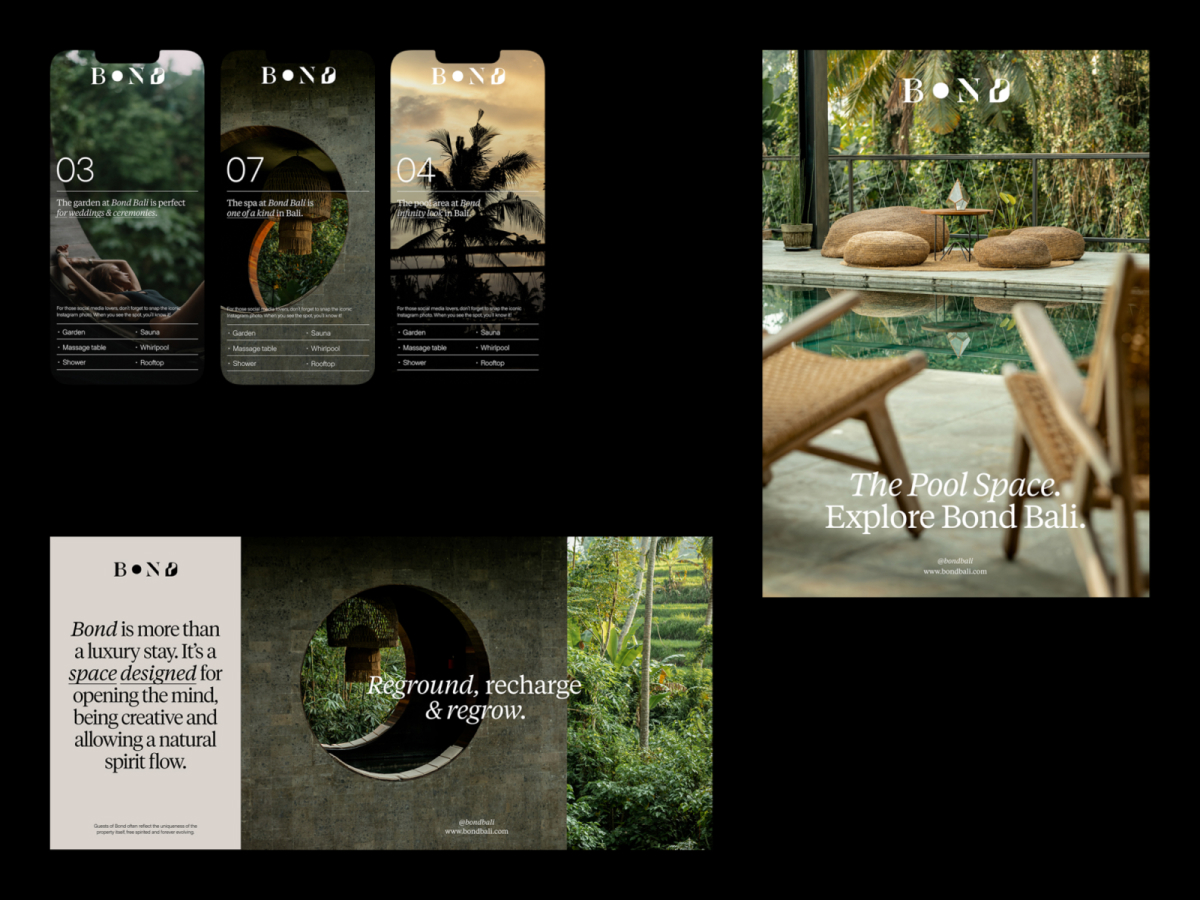 BOND
03
The garden at Bond Bali is perfect
for weddings & ceremonies.
For those social media lovers, don't forget to snap the iconic
Instagram photo. When you see the spot, you'll know it!
• Garden
• Sauna
• Massage table
• Whirlpool
• Shower
• Rooftop
BOND
07
The spa at Bond Bali is
one of a kind in Bali.
For those social media lovers, don't forget to snap the iconic
Instagram photo. When you see the spot, you'll know it!
• Garden
• Sauna
• Massage table
• Whirlpool
• Shower
• Rooftop
BOND
04
The pool area at Bond
infinity look in Bali.
For those social media lovers, don't forget to snap the iconic
Instagram photo. When you see the spot, you'll know it!
• Garden
• Sauna
• Massage table
• Whirlpool
• Shower
• Rooftop
BOND
The Pool Space.
Explore Bond Bali.
@bondbali
www.bondbali.com
BOND
Bond is more than
a luxury stay. It's a
space designed for
opening the mind,
being creative and
allowing a natural
spirit flow.
Guests of Bond often reflect the uniqueness of the
property itself, free spirited and forever evolving.
Reground, recharge
& regrow.
@bondbali
www.bondbali.com